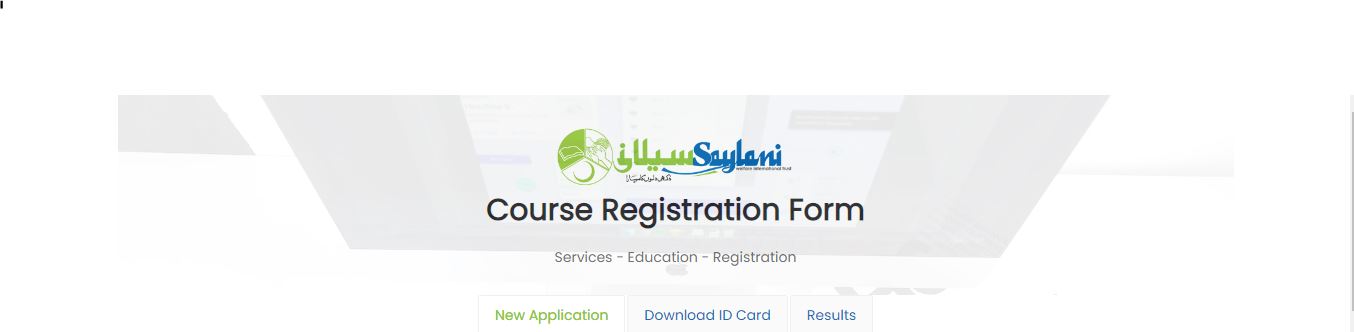 سیلانی Saylani
welfare international trust
Course Registration Form
Services - Education - Registration
New Application Download ID Card Results